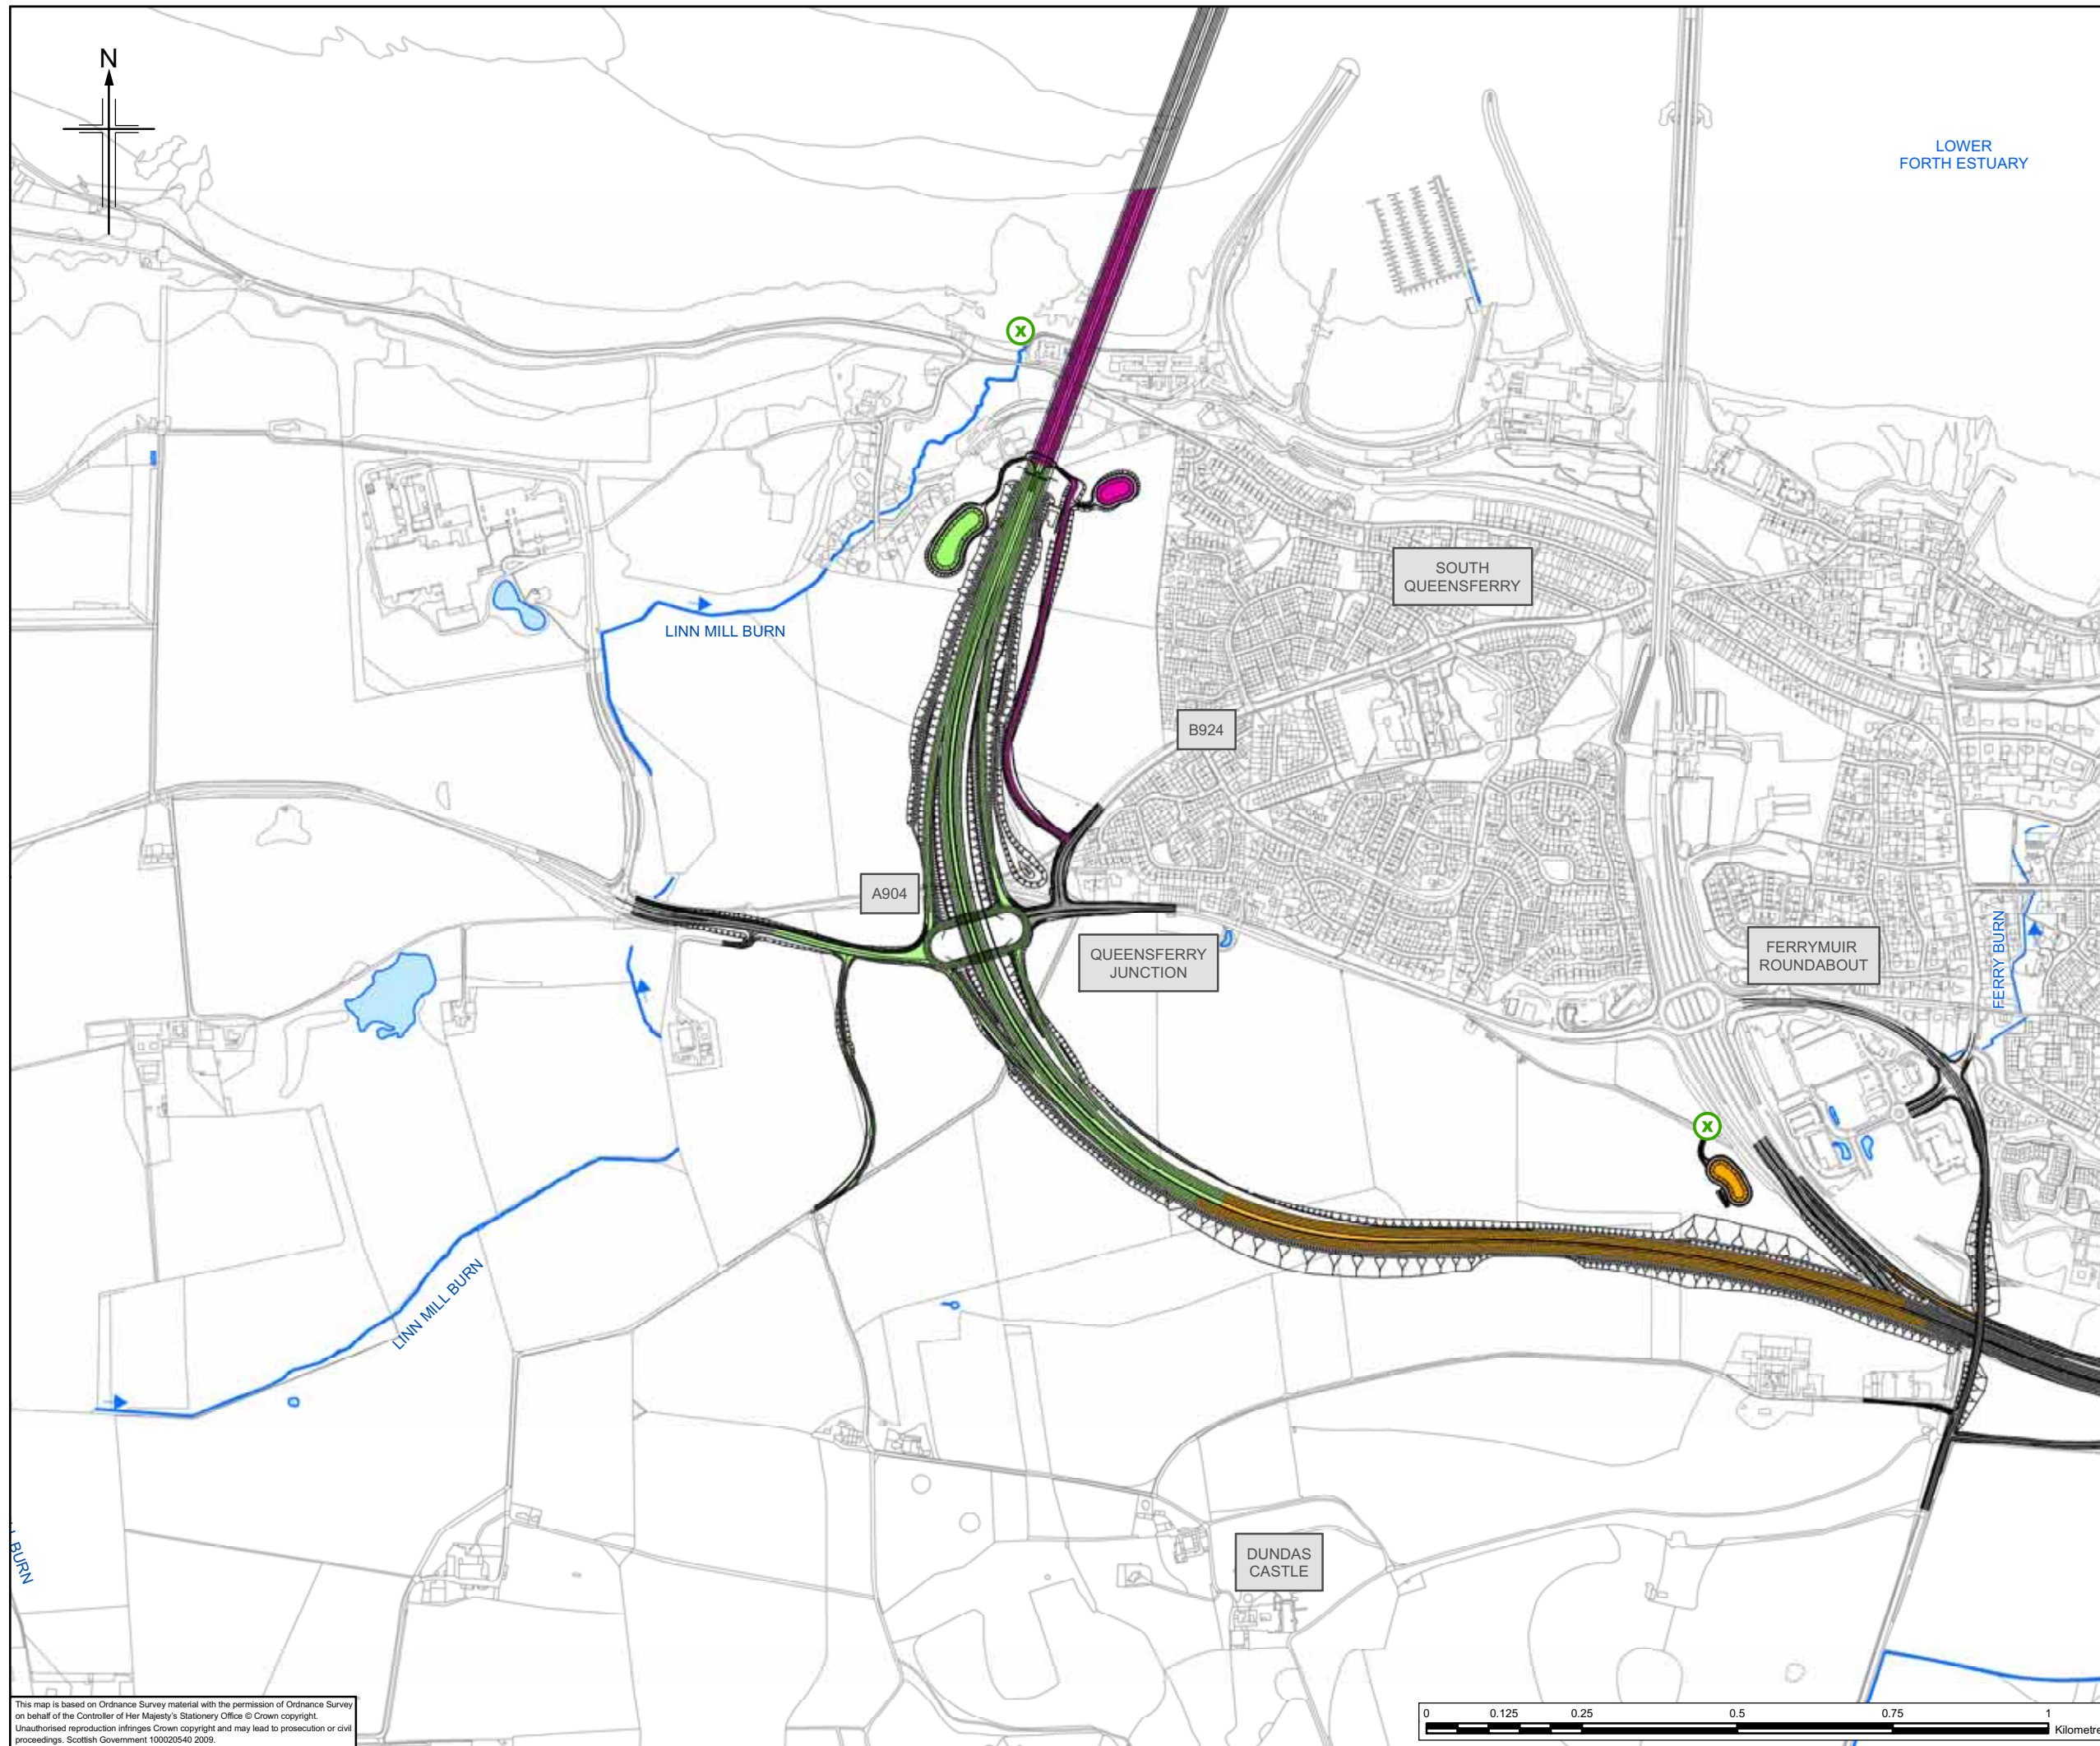 N
LOWER
FORTH ESTUARY
X
SOUTH
QUEENSFERRY
LINN MILL BURN
B924
A904
QUEENSFERRY
JUNCTION
FERRYMUIR
ROUNDABOUT
FERRY BURN
X
LINN MILL BURN
DUNDAS
CASTLE
BURN
This map is based on Ordnance Survey material with the permission of Ordnance Survey
on behalf of the Controller of Her Majesty's Stationery Office © Crown copyright.
Unauthorised reproduction infringes Crown copyright and may lead to prosecution or civil
proceedings. Scottish Government 100020540 2009.
0 0.125 0.25 0.5 0.75 1
Kilometre